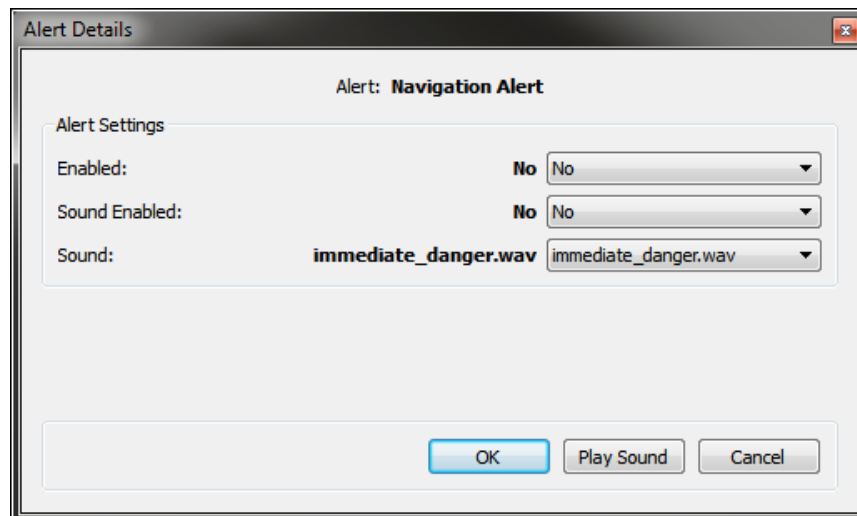 Alert Details
Alert: Navigation Alert
Alert Settings
Enabled: No No
Sound Enabled: No No
Sound: immediate_danger.wav immediate_danger.wav
OK Play Sound Cancel